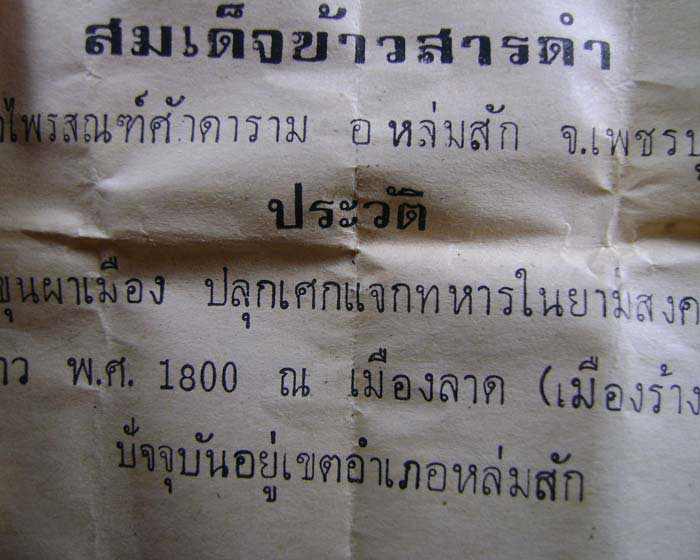 สมเด็จข้าวสารดำ
ไพรสณฑ์ศักดาราม อ หล่มสัก จ.เพชรบู
ประวัติ
ขุนผาเมือง ปลุกเศกแจกทหารในยามสงค
าว พ.ศ. 1800 ณ เมืองลาด (เมืองร้าง
ปัจจุบันอยู่เขตอำเภอหล่มสัก